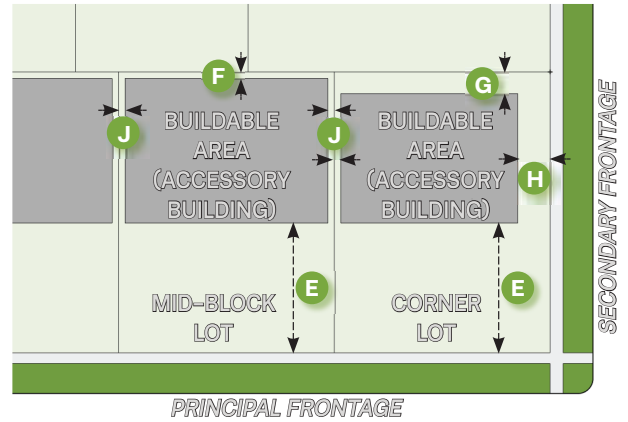 F
G
J
J
H
BUILDABLE
AREA
(ACCESSORY
BUILDING)
BUILDABLE
AREA
(ACCESSORY
BUILDING)
E
E
MID–BLOCK
LOT
CORNER
LOT
SECONDARY FRONTAGE
PRINCIPAL FRONTAGE